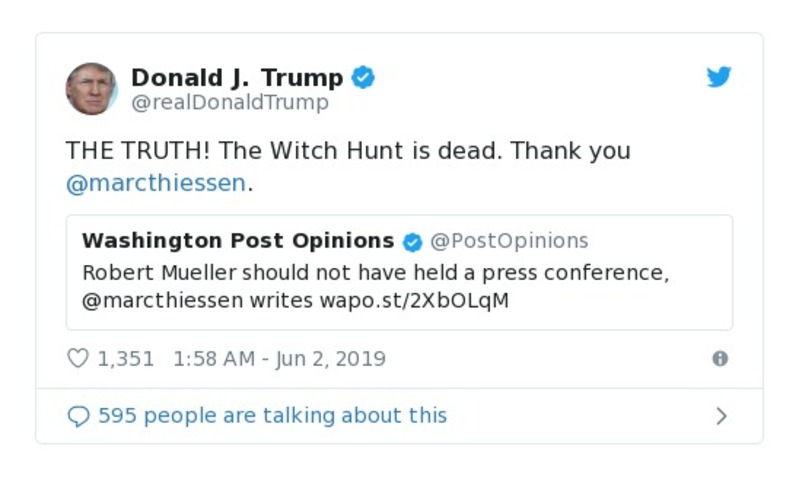 Donald J. Trump
@realDonaldTrump
THE TRUTH! The Witch Hunt is dead. Thank you
@marcthiessen.
Washington Post Opinions @PostOpinions
Robert Mueller should not have held a press conference,
@marcthiessen writes wapo.st/2XbOLqM
1,351 1:58 AM - Jun 2, 2019
595 people are talking about this